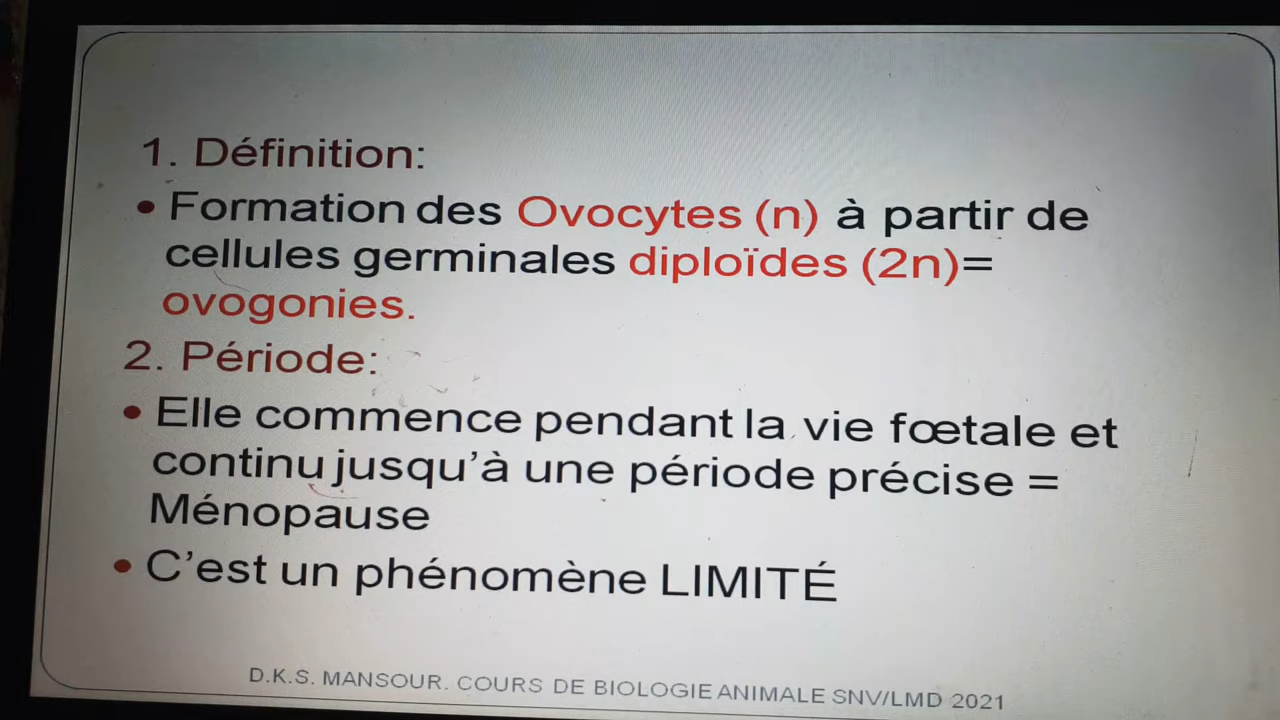 1. Définition:
• Formation des Ovocytes (n) à partir de
cellules germinales diploïdes (2n)=
ovogonies.
2. Période:
• Elle commence pendant la vie fœtale et
continu jusqu'à une période précise =
Ménopause
• C'est un phénomène LIMITÉ
D.K.S. MANSOUR. COURS DE BIOLOGIE ANIMALE SNV/LMD 2021